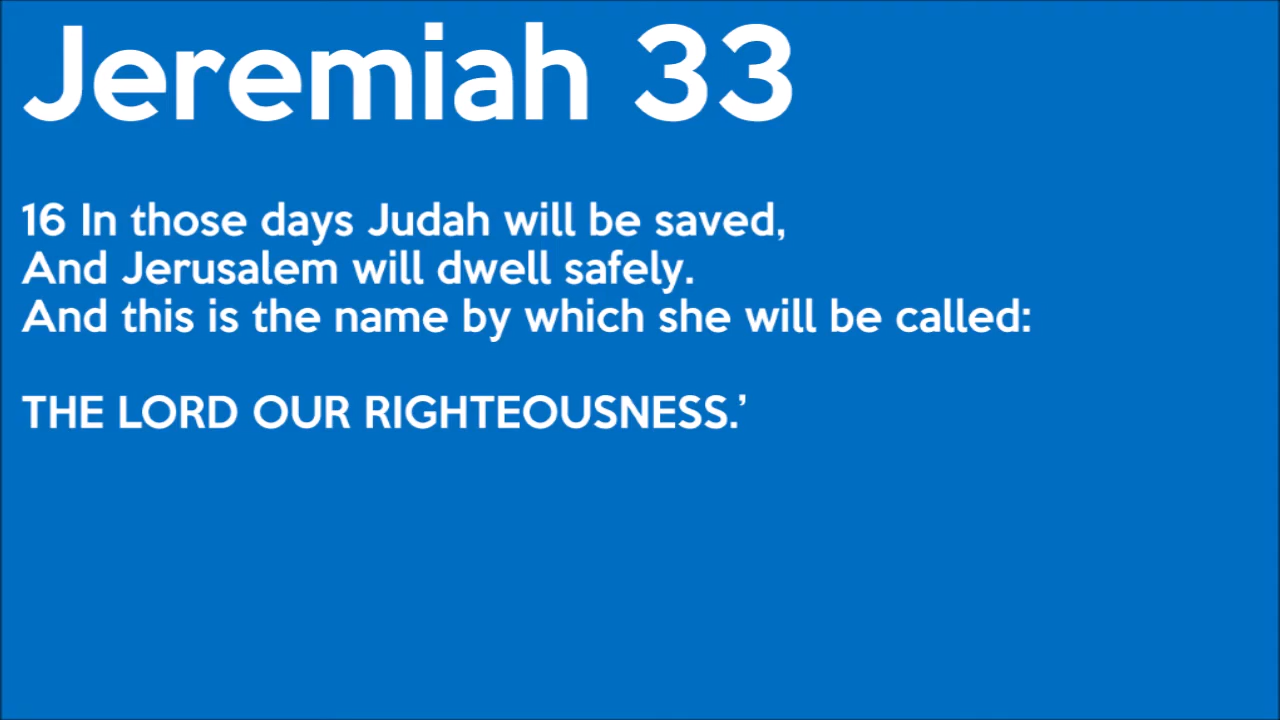 Jeremiah 33
16 In those days Judah will be saved,
And Jerusalem will dwell safely.
And this is the name by which she will be called:
THE LORD OUR RIGHTEOUSNESS.’